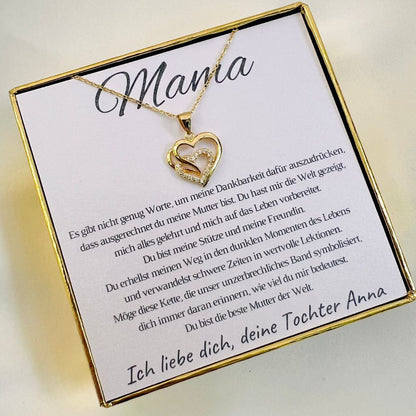 Mama
Es gibt nicht genug Worte, um meine Dankbarkeit dafür auszudrücken,
dass ausgerechnet du meine Mutter bist. Du hast mir die Welt gezeigt,
mich alles gelehrt und mich auf das Leben vorbereitet.
Du bist meine Stütze und meine Freundin.
Du erhellst meinen Weg in den dunklen Momenten des Lebens
und verwandelst schwere Zeiten in wertvolle Lektionen.
Möge diese Kette, die unser unzerbrechliches Band symbolisiert,
dich immer daran erinnern, wie viel du mir bedeutest.
Du bist die beste Mutter der Welt.
Ich liebe dich, deine Tochter Anna